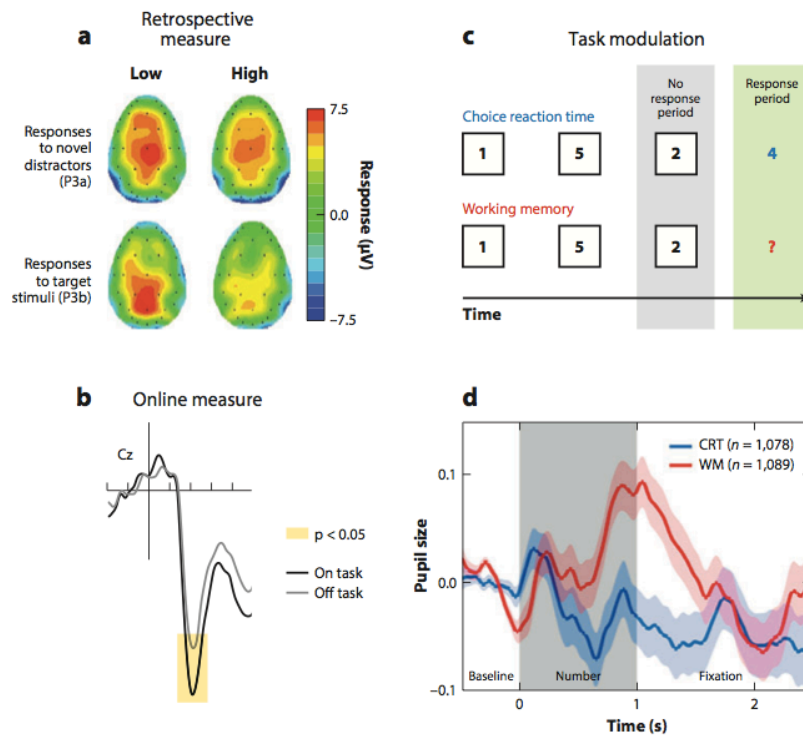 a
Retrospective
measure
Low
High
Responses
to novel
distractors
(P3a)
Responses
to target
stimuli (P3b)
7.5
0.0
–7.5
Response (µV)
b
Online measure
Cz
p < 0.05
On task
Off task
c
Task modulation
No
response
period
Response
period
Choice reaction time
1
5
2
4
Working memory
1
5
2
?
Time
d
CRT (n = 1,078)
WM (n = 1,089)
0.1
0.0
–0.1
Pupil size
Baseline
Number
Fixation
0
1
2
Time (s)